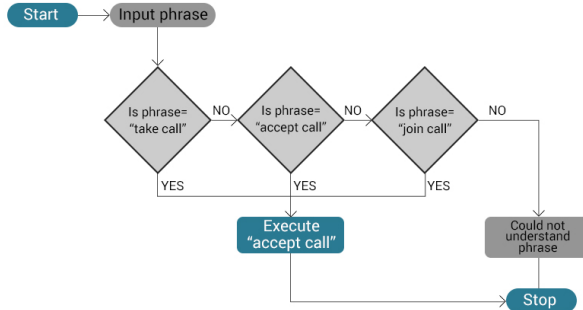 Start
Input phrase
Is phrase=
“take call”
NO
Is phrase=
“accept call”
NO
Is phrase=
“join call”
NO
YES
YES
YES
Execute
“accept call”
Could not
understand
phrase
Stop